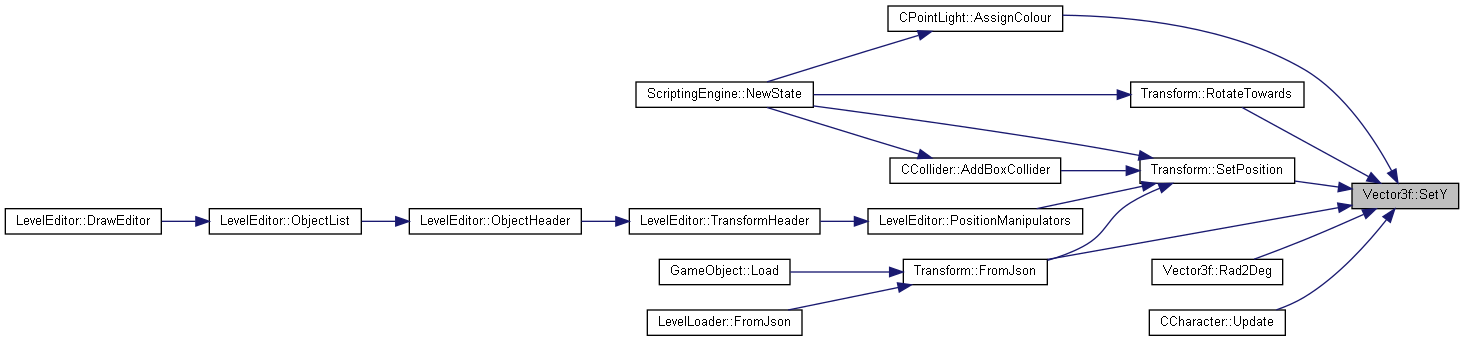 CPointLight::AssignColour
ScriptingEngine::NewState
Transform::RotateTowards
CCollider::AddBoxCollider
Transform::SetPosition
Vector3f::SetY
LevelEditor::DrawEditor
LevelEditor::ObjectList
LevelEditor::ObjectHeader
LevelEditor::TransformHeader
LevelEditor::PositionManipulators
GameObject::Load
Transform::FromJson
Vector3f::Rad2Deg
LevelLoader::FromJson
CCharacter::Update